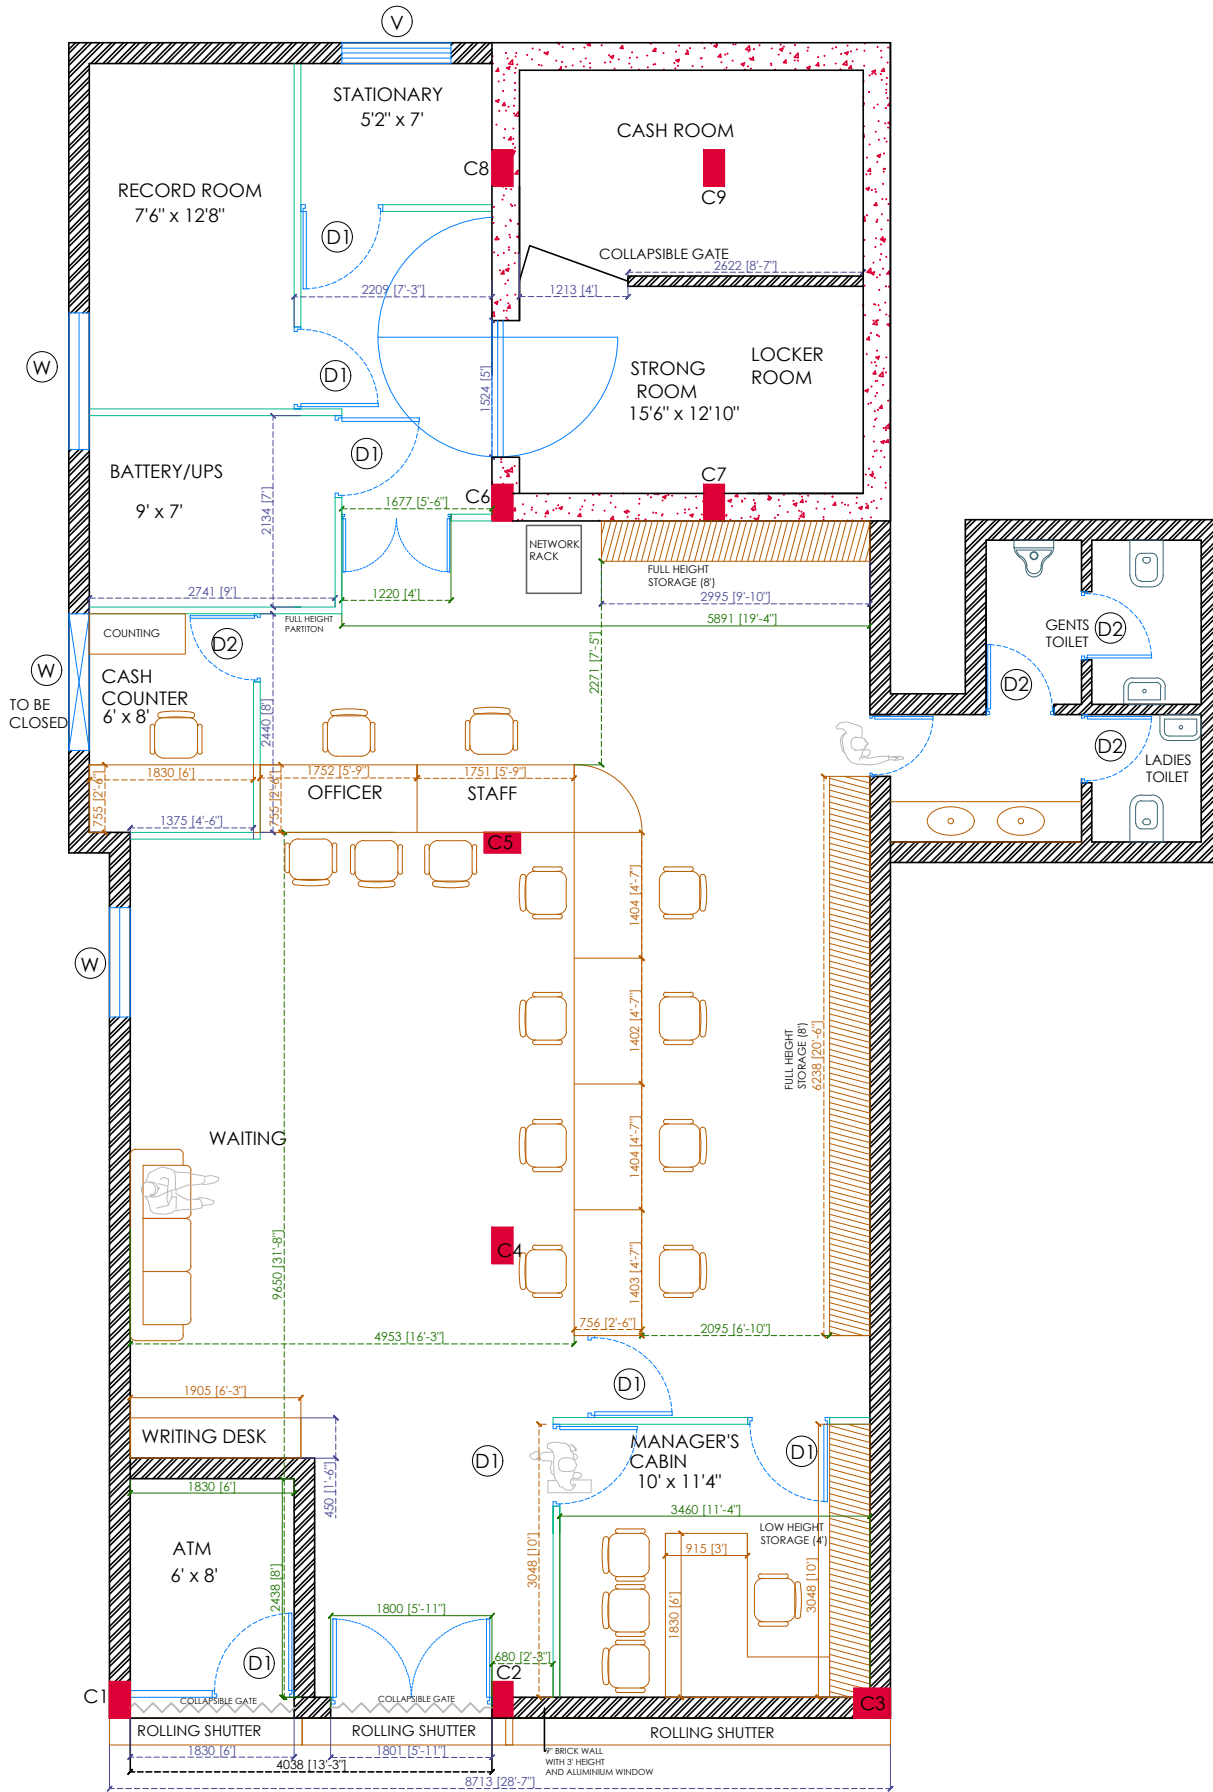 V
STATIONARY
5'2" x 7'
CASH ROOM
C8
C9
RECORD ROOM
7'6" x 12'8"
D1
COLLAPSIBLE GATE
2622 [8'-7"]
2209 [7'-3"]
1213 [4']
W
D1
1524 [5']
STRONG
ROOM
15'6" x 12'10"
LOCKER
ROOM
D1
BATTERY/UPS
9' x 7'
2134 [7']
C6
C7
1677 [5'-6"]
NETWORK
RACK
FULL HEIGHT
STORAGE (8')
2741 [9']
1220 [4']
2995 [9'-10"]
5891 [19'-4"]
FULL HEIGHT
PARTITON
COUNTING
D2
GENTS
TOILET
D2
D2
W
TO BE
CLOSED
CASH
COUNTER
6' x 8'
2440 [8']
2271 [7'-5"]
D2
LADIES
TOILET
1830 [6']
1752 [5'-9"]
1751 [5'-9"]
755 [2'-6"]
755 [2'-6"]
OFFICER
STAFF
1375 [4'-6"]
C5
1404 [4'-7"]
W
1402 [4'-7"]
FULL HEIGHT
STORAGE (8')
6238 [20'-6"]
WAITING
1404 [4'-7"]
C4
9650 [31'-8"]
1403 [4'-7"]
756 [2'-6"]
2095 [6'-10"]
4953 [16'-3"]
D1
1905 [6'-3"]
WRITING DESK
450 [1'-6"]
D1
MANAGER'S
CABIN
10' x 11'4"
D1
1830 [6']
3460 [11'-4"]
ATM
6' x 8'
2438 [8']
3048 [10']
LOW HEIGHT
STORAGE (4')
915 [3']
1830 [6']
3048 [10']
1800 [5'-11"]
D1
680 [2'-3"]
C1
COLLAPSIBLE GATE
COLLAPSIBLE GATE
C2
C3
ROLLING SHUTTER
ROLLING SHUTTER
ROLLING SHUTTER
1830 [6']
1801 [5'-11"]
9" BRICK WALL
WITH 3' HEIGHT
AND ALUMINIUM WINDOW
4038 [13'-3"]
8713 [28'-7"]